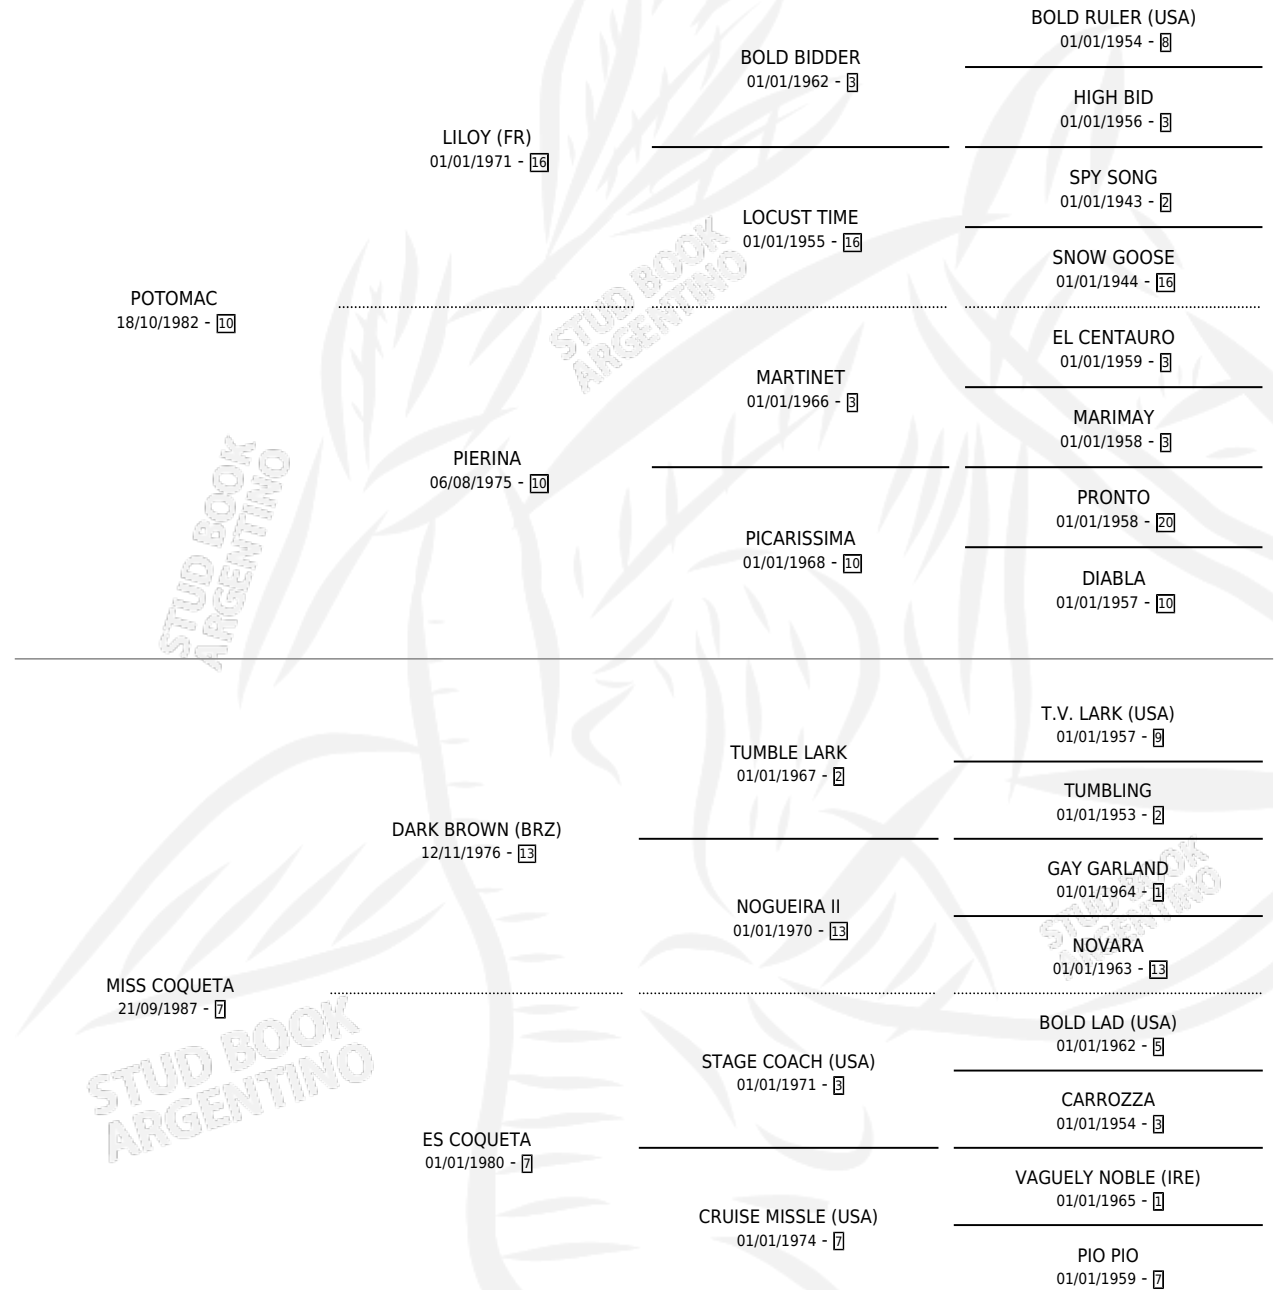 BOLD RULER (USA)
01/01/1954 - 8
BOLD BIDDER
01/01/1962 - 3
HIGH BID
01/01/1956 - 3
LILOY (FR)
01/01/1971 - 16
SPY SONG
01/01/1943 - 2
LOCUST TIME
01/01/1955 - 16
SNOW GOOSE
01/01/1944 - 16
POTOMAC
18/10/1982 - 10
STUD BOOK
ARGENTINO
EL CENTAURO
01/01/1959 - 3
MARTINET
01/01/1966 - 3
MARIMAY
01/01/1958 - 3
PIERINA
06/08/1975 - 10
PRONTO
01/01/1958 - 20
PICARISSIMA
01/01/1968 - 10
DIABLA
01/01/1957 - 10
STUD BOOK
ARGENTINO
T.V. LARK (USA)
01/01/1957 - 9
TUMBLE LARK
01/01/1967 - 2
TUMBLING
01/01/1953 - 2
DARK BROWN (BRZ)
12/11/1976 - 13
GAY GARLAND
01/01/1964 - 1
NOGUEIRA II
01/01/1970 - 13
STUD BOOK
ARGENTINO
NOVARA
01/01/1963 - 13
MISS COQUETA
21/09/1987 - 7
BOLD LAD (USA)
01/01/1962 - 5
STAGE COACH (USA)
01/01/1971 - 3
STUD BOOK
ARGENTINO
CARROZZA
01/01/1954 - 3
ES COQUETA
01/01/1980 - 7
VAGUELY NOBLE (IRE)
01/01/1965 - 1
CRUISE MISSLE (USA)
01/01/1974 - 7
PIO PIO
01/01/1959 - 7